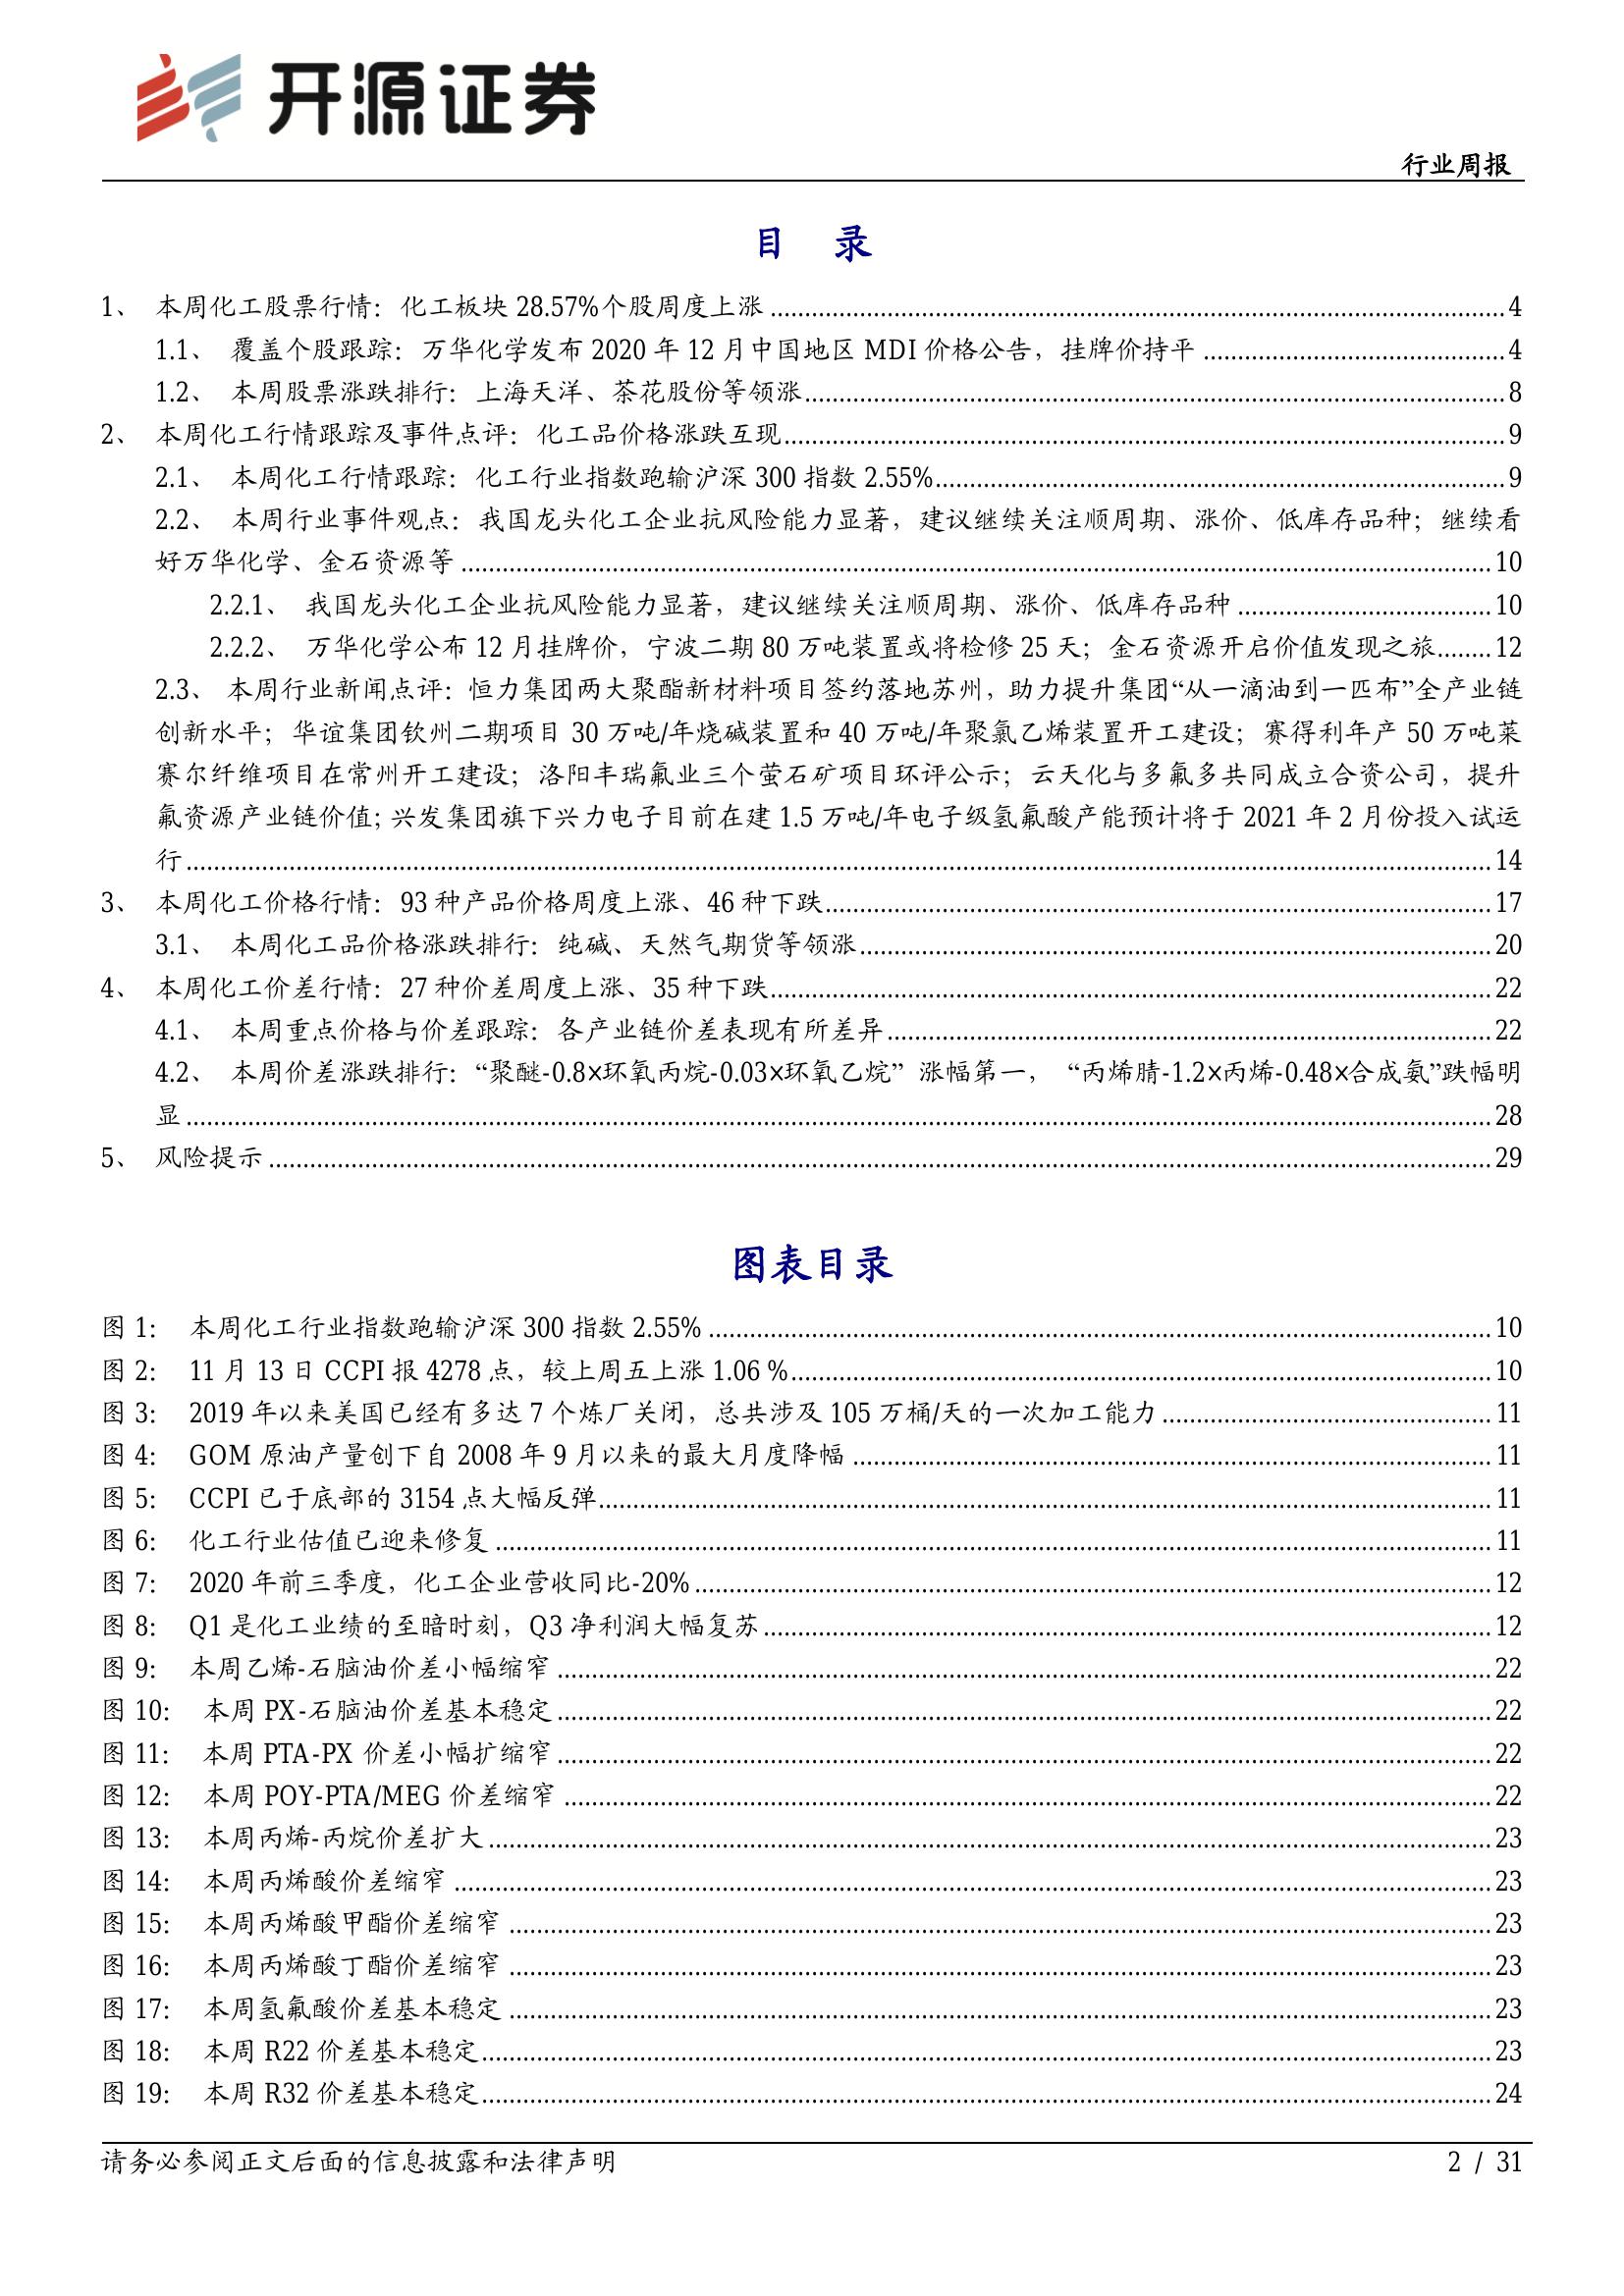 开源证券
行业周报
目 录
1、 本周化工股票行情：化工板块 28.57%个股周度上涨 4
1.1、 覆盖个股跟踪：万华化学发布 2020 年 12 月中国地区 MDI 价格公告，挂牌价持平 4
1.2、 本周股票涨跌排行：上海天洋、茶花股份等领涨 8
2、 本周化工行情跟踪及事件点评：化工品价格涨跌互现 9
2.1、 本周化工行情跟踪：化工行业指数跑输沪深 300 指数 2.55% 9
2.2、 本周行业事件观点：我国龙头化工企业抗风险能力显著，建议继续关注顺周期、涨价、低库存品种；继续看
好万华化学、金石资源等 10
2.2.1、 我国龙头化工企业抗风险能力显著，建议继续关注顺周期、涨价、低库存品种 10
2.2.2、 万华化学公布 12 月挂牌价，宁波二期 80 万吨装置或将检修 25 天；金石资源开启价值发现之旅 12
2.3、 本周行业新闻点评：恒力集团两大聚酯新材料项目签约落地苏州，助力提升集团“从一滴油到一匹布”全产业链
创新水平；华谊集团钦州二期项目 30 万吨/年烧碱装置和 40 万吨/年聚氯乙烯装置开工建设；赛得利年产 50 万吨莱
赛尔纤维项目在常州开工建设；洛阳丰瑞氟业三个萤石矿项目环评公示；云天化与多氟多共同成立合资公司，提升
氟资源产业链价值；兴发集团旗下兴力电子目前在建 1.5 万吨/年电子级氢氟酸产能预计将于 2021 年 2 月份投入试运
行 14
3、 本周化工价格行情：93 种产品价格周度上涨、46 种下跌 17
3.1、 本周化工品价格涨跌排行：纯碱、天然气期货等领涨 20
4、 本周化工价差行情：27 种价差周度上涨、35 种下跌 22
4.1、 本周重点价格与价差跟踪：各产业链价差表现有所差异 22
4.2、 本周价差涨跌排行：“聚醚-0.8×环氧丙烷-0.03×环氧乙烷” 涨幅第一， “丙烯腈-1.2×丙烯-0.48×合成氨”跌幅明
显 28
5、 风险提示 29
图表目录
图 1： 本周化工行业指数跑输沪深 300 指数 2.55% 10
图 2： 11 月 13 日 CCPI 报 4278 点，较上周五上涨 1.06 % 10
图 3： 2019 年以来美国已经有多达 7 个炼厂关闭，总共涉及 105 万桶/天的一次加工能力 11
图 4： GOM 原油产量创下自 2008 年 9 月以来的最大月度降幅 11
图 5： CCPI 已于底部的 3154 点大幅反弹 11
图 6： 化工行业估值已迎来修复 11
图 7： 2020 年前三季度，化工企业营收同比-20% 12
图 8： Q1 是化工业绩的至暗时刻，Q3 净利润大幅复苏 12
图 9： 本周乙烯-石脑油价差小幅缩窄 22
图 10： 本周 PX-石脑油价差基本稳定 22
图 11： 本周 PTA-PX 价差小幅扩缩窄 22
图 12： 本周 POY-PTA/MEG 价差缩窄 22
图 13： 本周丙烯-丙烷价差扩大 23
图 14： 本周丙烯酸价差缩窄 23
图 15： 本周丙烯酸甲酯价差缩窄 23
图 16： 本周丙烯酸丁酯价差缩窄 23
图 17： 本周氢氟酸价差基本稳定 23
图 18： 本周 R22 价差基本稳定 23
图 19： 本周 R32 价差基本稳定 24
请务必参阅正文后面的信息披露和法律声明 2 / 31